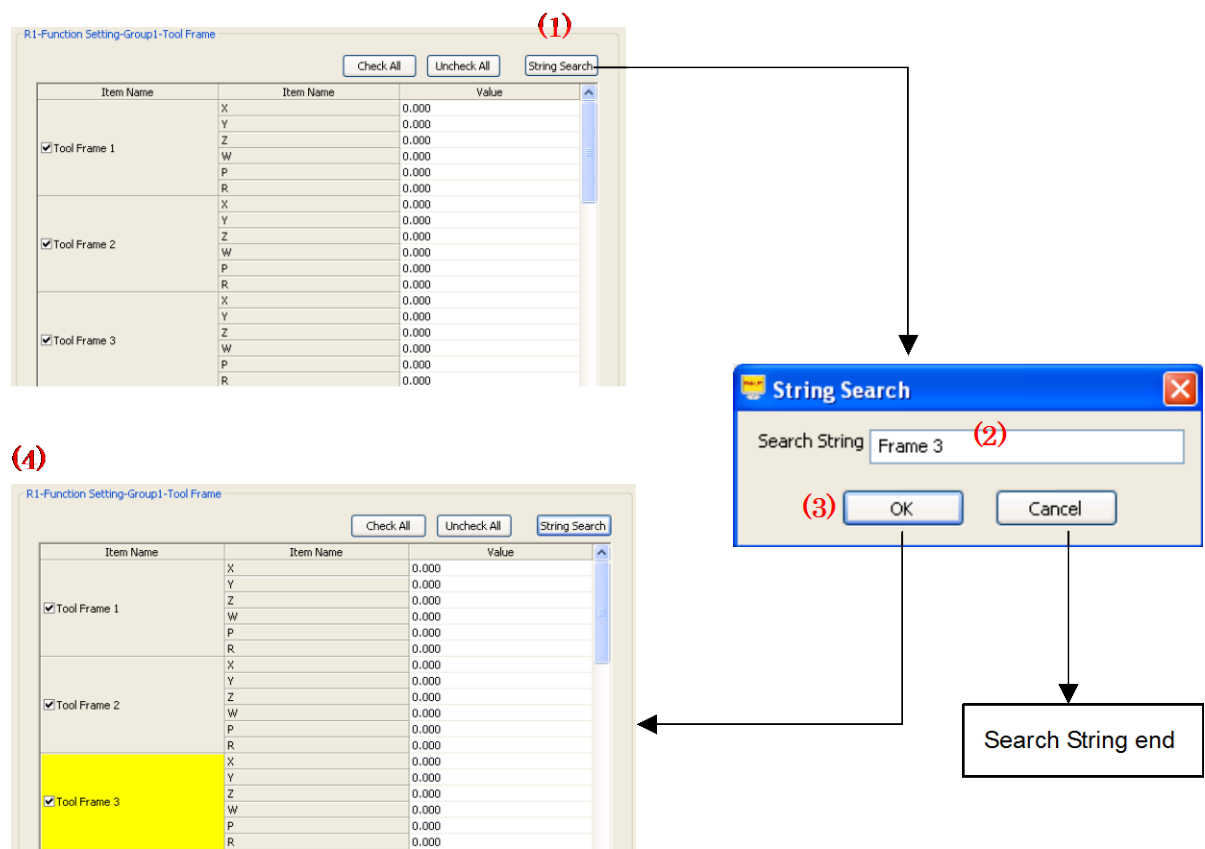 (1)
R1-Function Setting-Group1-Tool Frame
Check All Uncheck All String Search
Item Name Item Name Value
X 0.000
Y 0.000
Z 0.000
Tool Frame 1
W 0.000
P 0.000
R 0.000
X 0.000
Y 0.000
Z 0.000
Tool Frame 2
W 0.000
P 0.000
R 0.000
X 0.000
Y 0.000
Z 0.000
Tool Frame 3
W 0.000
P 0.000
R 0.000
String Search
Search String Frame 3 (2)
(3) OK Cancel
Search String end
(4)
R1-Function Setting-Group1-Tool Frame
Check All Uncheck All String Search
Item Name Item Name Value
X 0.000
Y 0.000
Z 0.000
Tool Frame 1
W 0.000
P 0.000
R 0.000
X 0.000
Y 0.000
Z 0.000
Tool Frame 2
W 0.000
P 0.000
R 0.000
X 0.000
Y 0.000
Z 0.000
Tool Frame 3
W 0.000
P 0.000
R 0.000